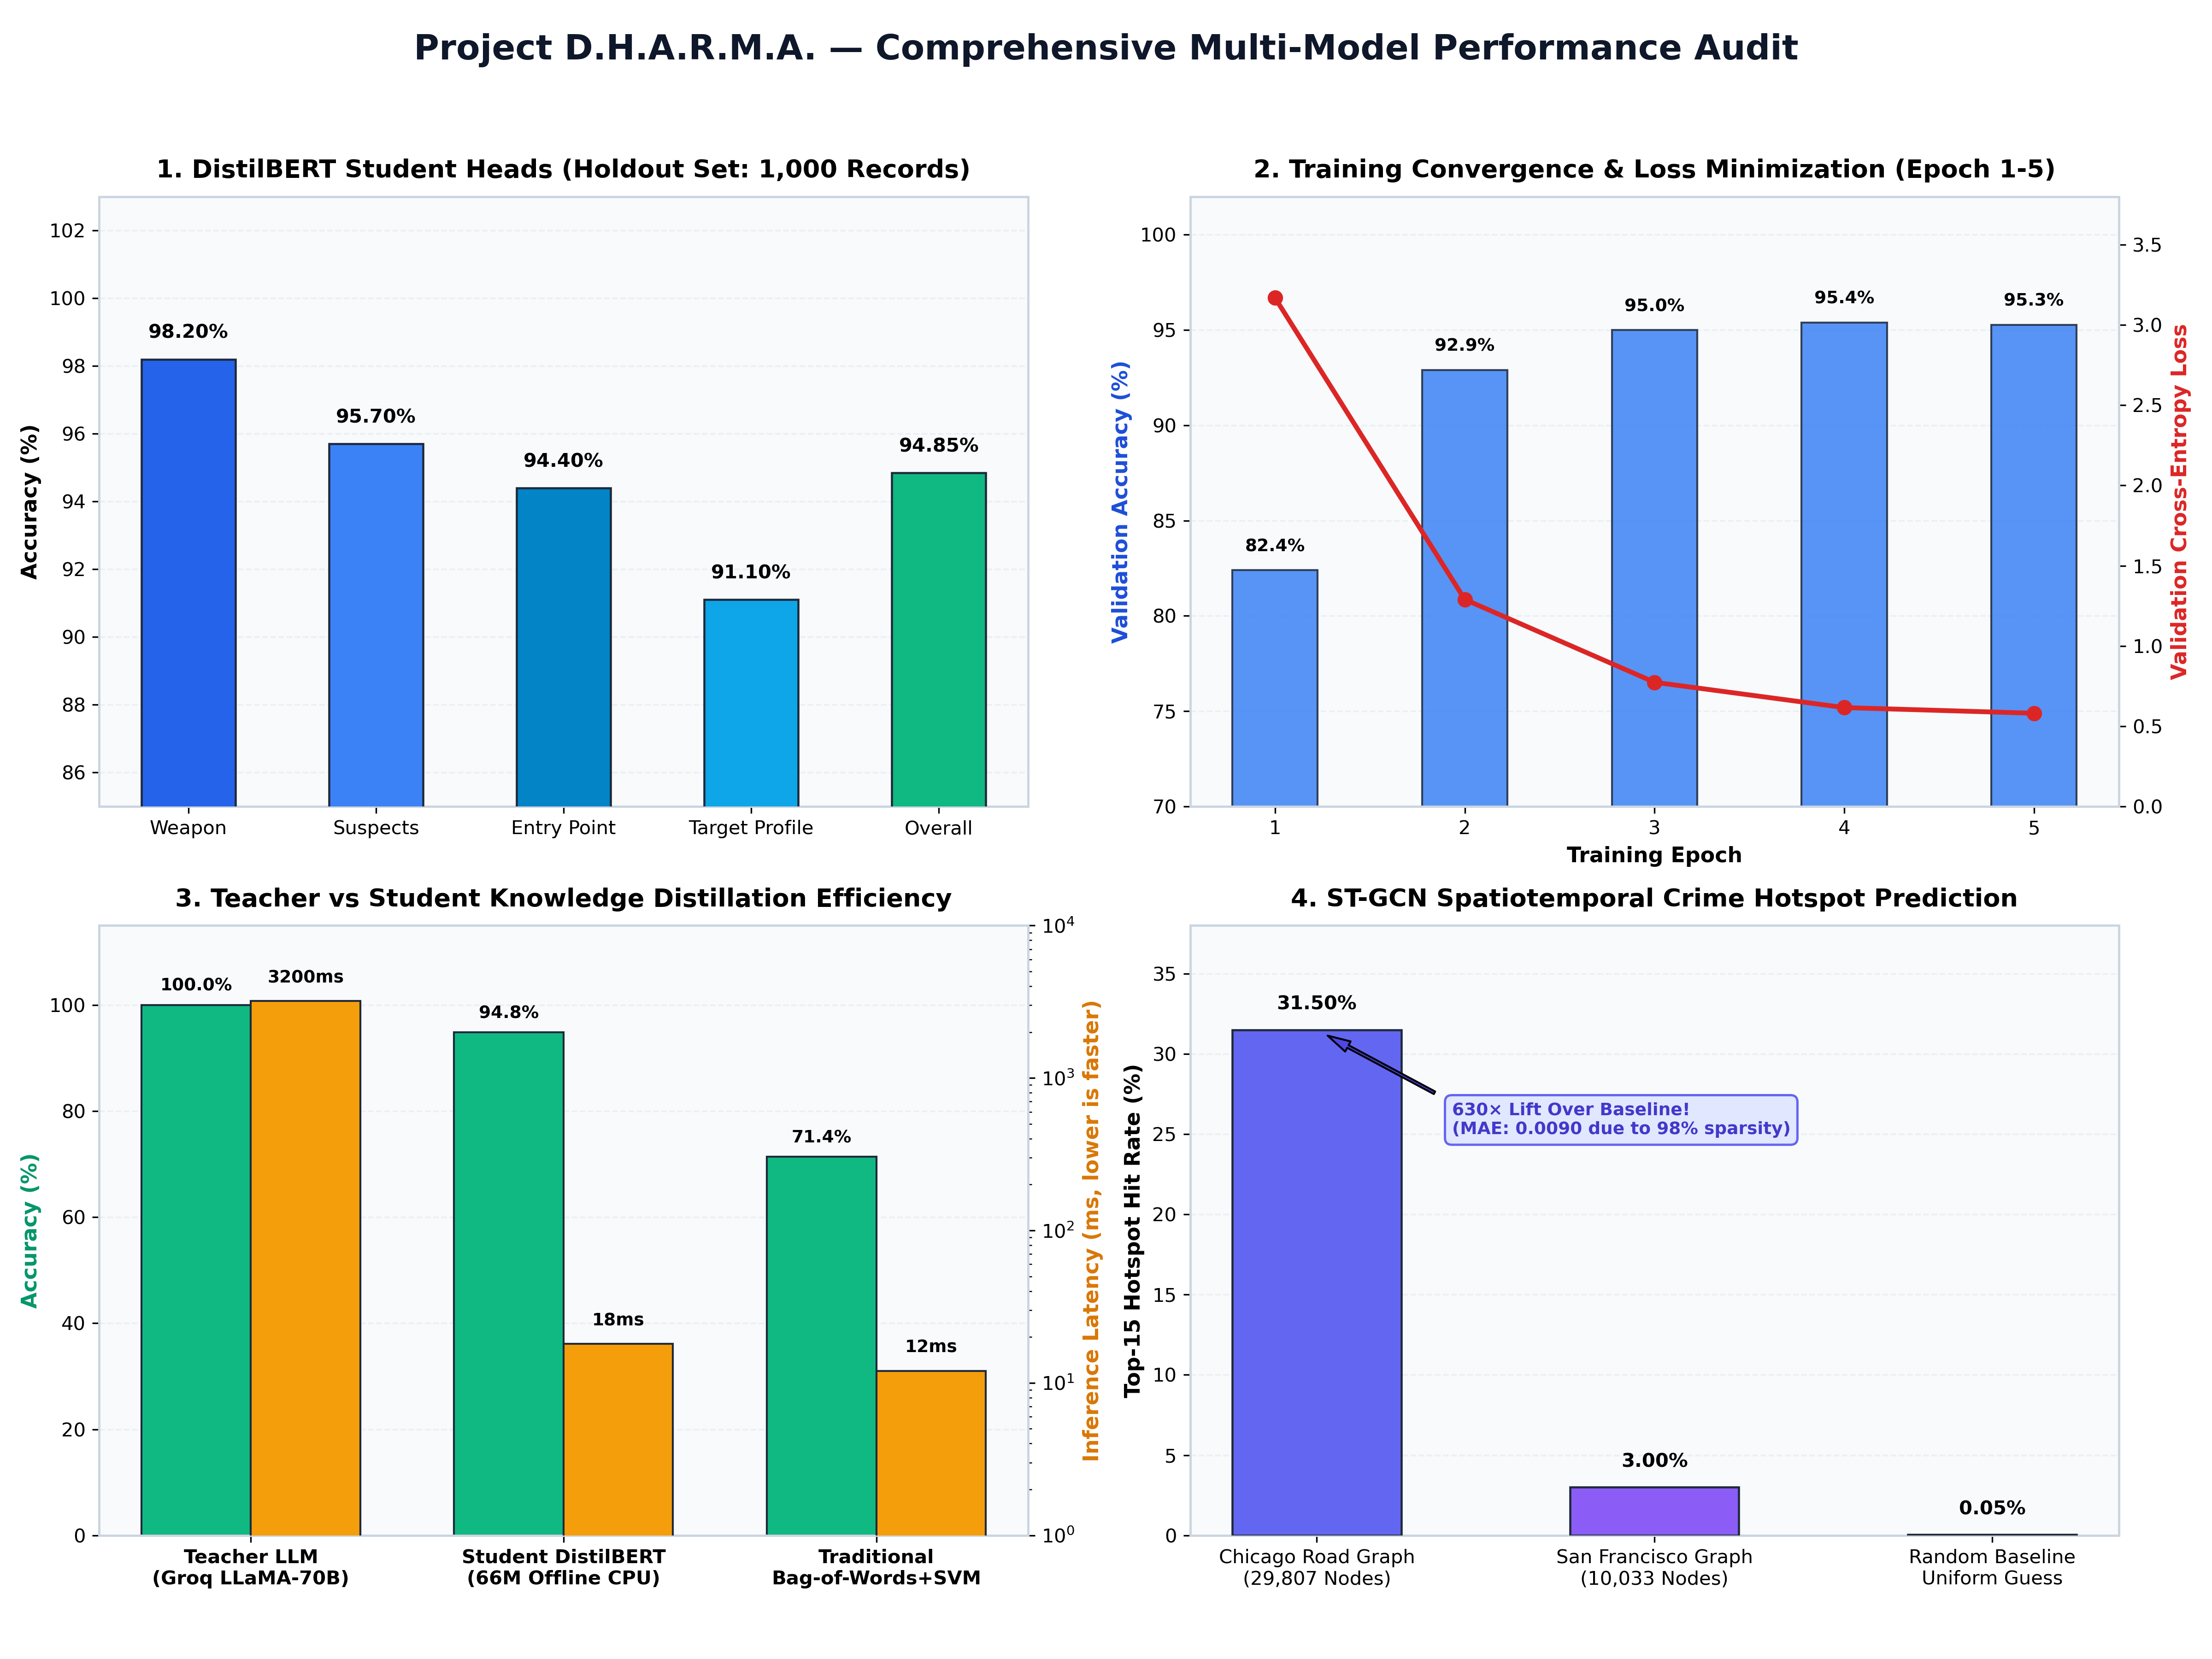 Project D.H.A.R.M.A. — Comprehensive Multi-Model Performance Audit
1. DistilBERT Student Heads (Holdout Set: 1,000 Records)
Accuracy (%)
102
100
98
96
94
92
90
88
86
98.20%
95.70%
94.40%
91.10%
94.85%
Weapon
Suspects
Entry Point
Target Profile
Overall
2. Training Convergence & Loss Minimization (Epoch 1-5)
Validation Accuracy (%)
100
95
90
85
80
75
70
82.4%
92.9%
95.0%
95.4%
95.3%
3.5
3.0
2.5
2.0
1.5
1.0
0.5
0.0
Validation Cross-Entropy Loss
1
2
3
4
5
Training Epoch
3. Teacher vs Student Knowledge Distillation Efficiency
Accuracy (%)
100
80
60
40
20
0
100.0%
3200ms
94.8%
18ms
71.4%
12ms
10⁴
10³
10²
10¹
10⁰
Inference Latency (ms, lower is faster)
Teacher LLM
(Groq LLaMA-70B)
Student DistilBERT
(66M Offline CPU)
Traditional
Bag-of-Words+SVM
4. ST-GCN Spatiotemporal Crime Hotspot Prediction
Top-15 Hotspot Hit Rate (%)
35
30
25
20
15
10
5
0
31.50%
630× Lift Over Baseline!
(MAE: 0.0090 due to 98% sparsity)
3.00%
0.05%
Chicago Road Graph
(29,807 Nodes)
San Francisco Graph
(10,033 Nodes)
Random Baseline
Uniform Guess